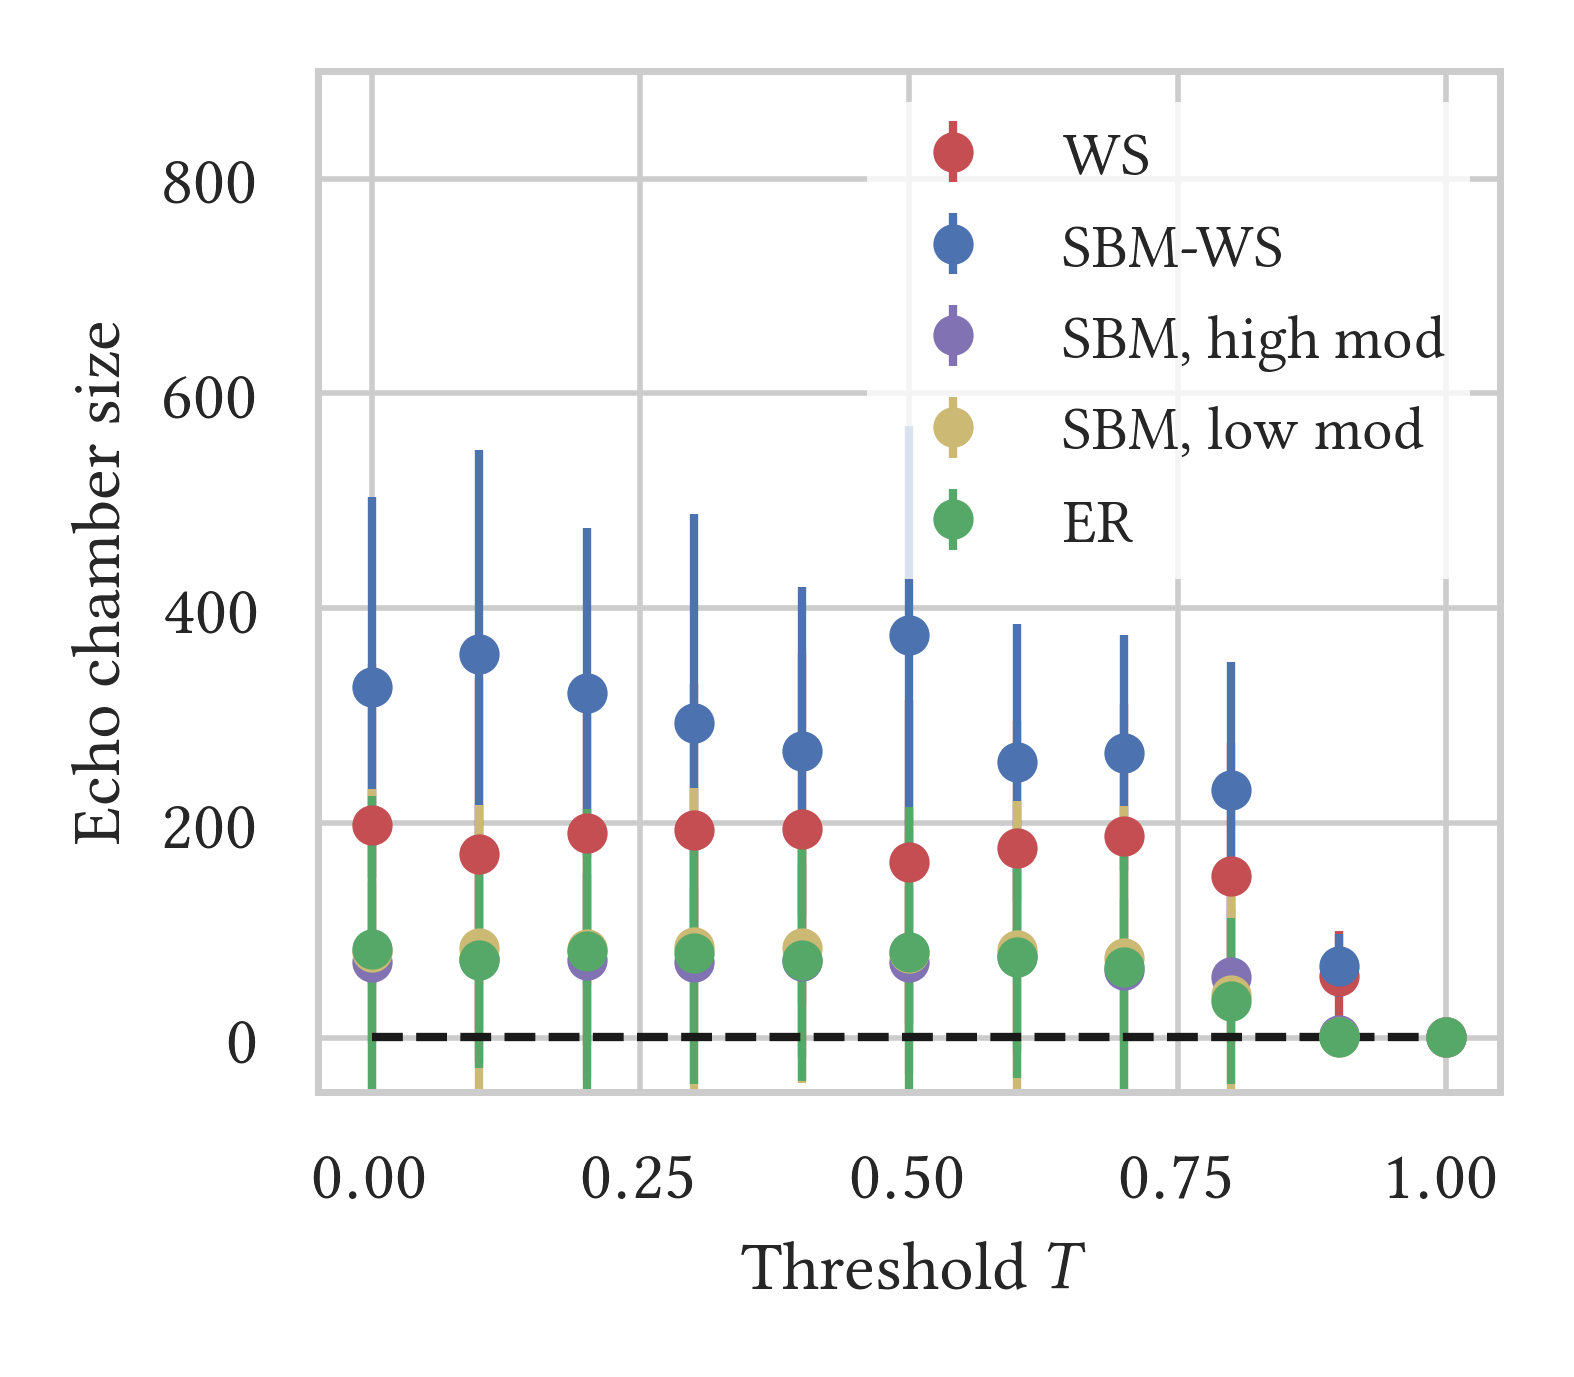 WS
SBM-WS
SBM, high mod
SBM, low mod
ER
800
600
400
200
0
Echo chamber size
0.00 0.25 0.50 0.75 1.00
Threshold T